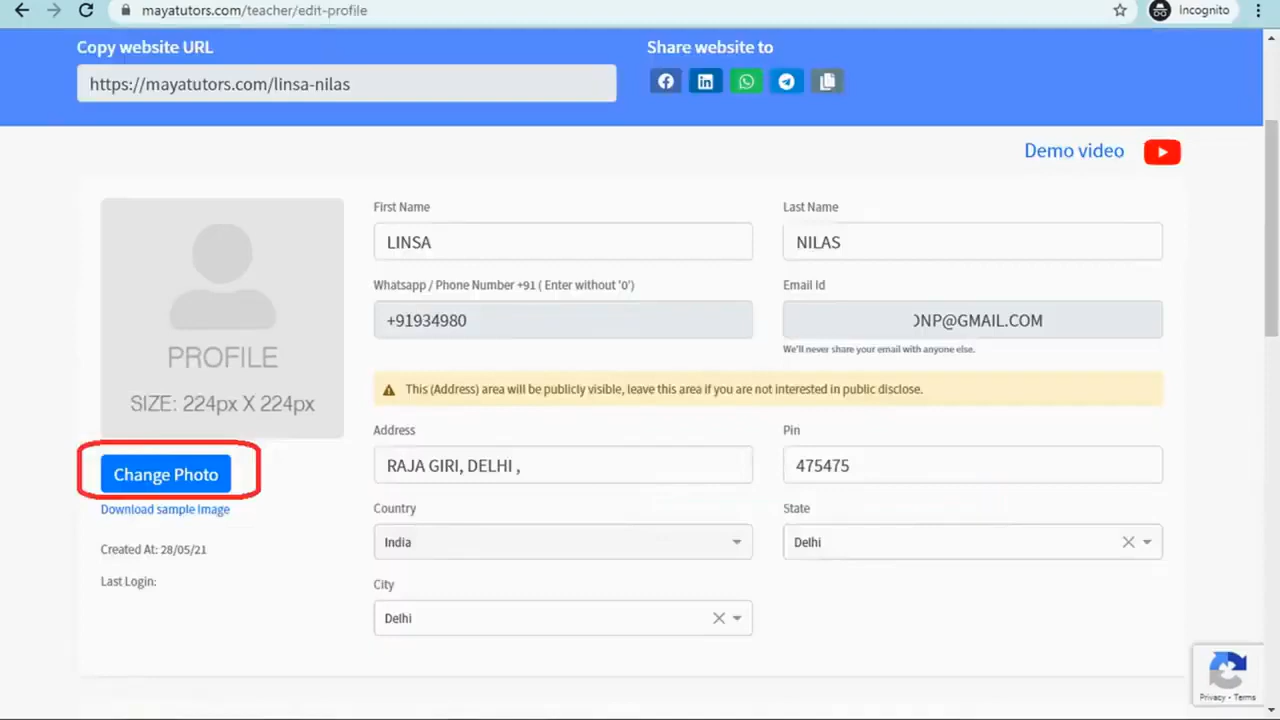 mayatutors.com/teacher/edit-profile
Incognito
Copy website URL
Share website to
https://mayatutors.com/linsa-nilas
Demo video
First Name
Last Name
LINSA
NILAS
Whatsapp / Phone Number +91 ( Enter without '0')
Email Id
+91934980
NP@GMAIL.COM
We'll never share your email with anyone else.
PROFILE
SIZE: 224px X 224px
This (Address) area will be publicly visible, leave this area if you are not interested in public disclose.
Address
Pin
RAJA GIRI, DELHI ,
475475
Change Photo
Download sample Image
Country
State
India
Delhi
Created At: 28/05/21
Last Login:
City
Delhi
Privacy - Terms